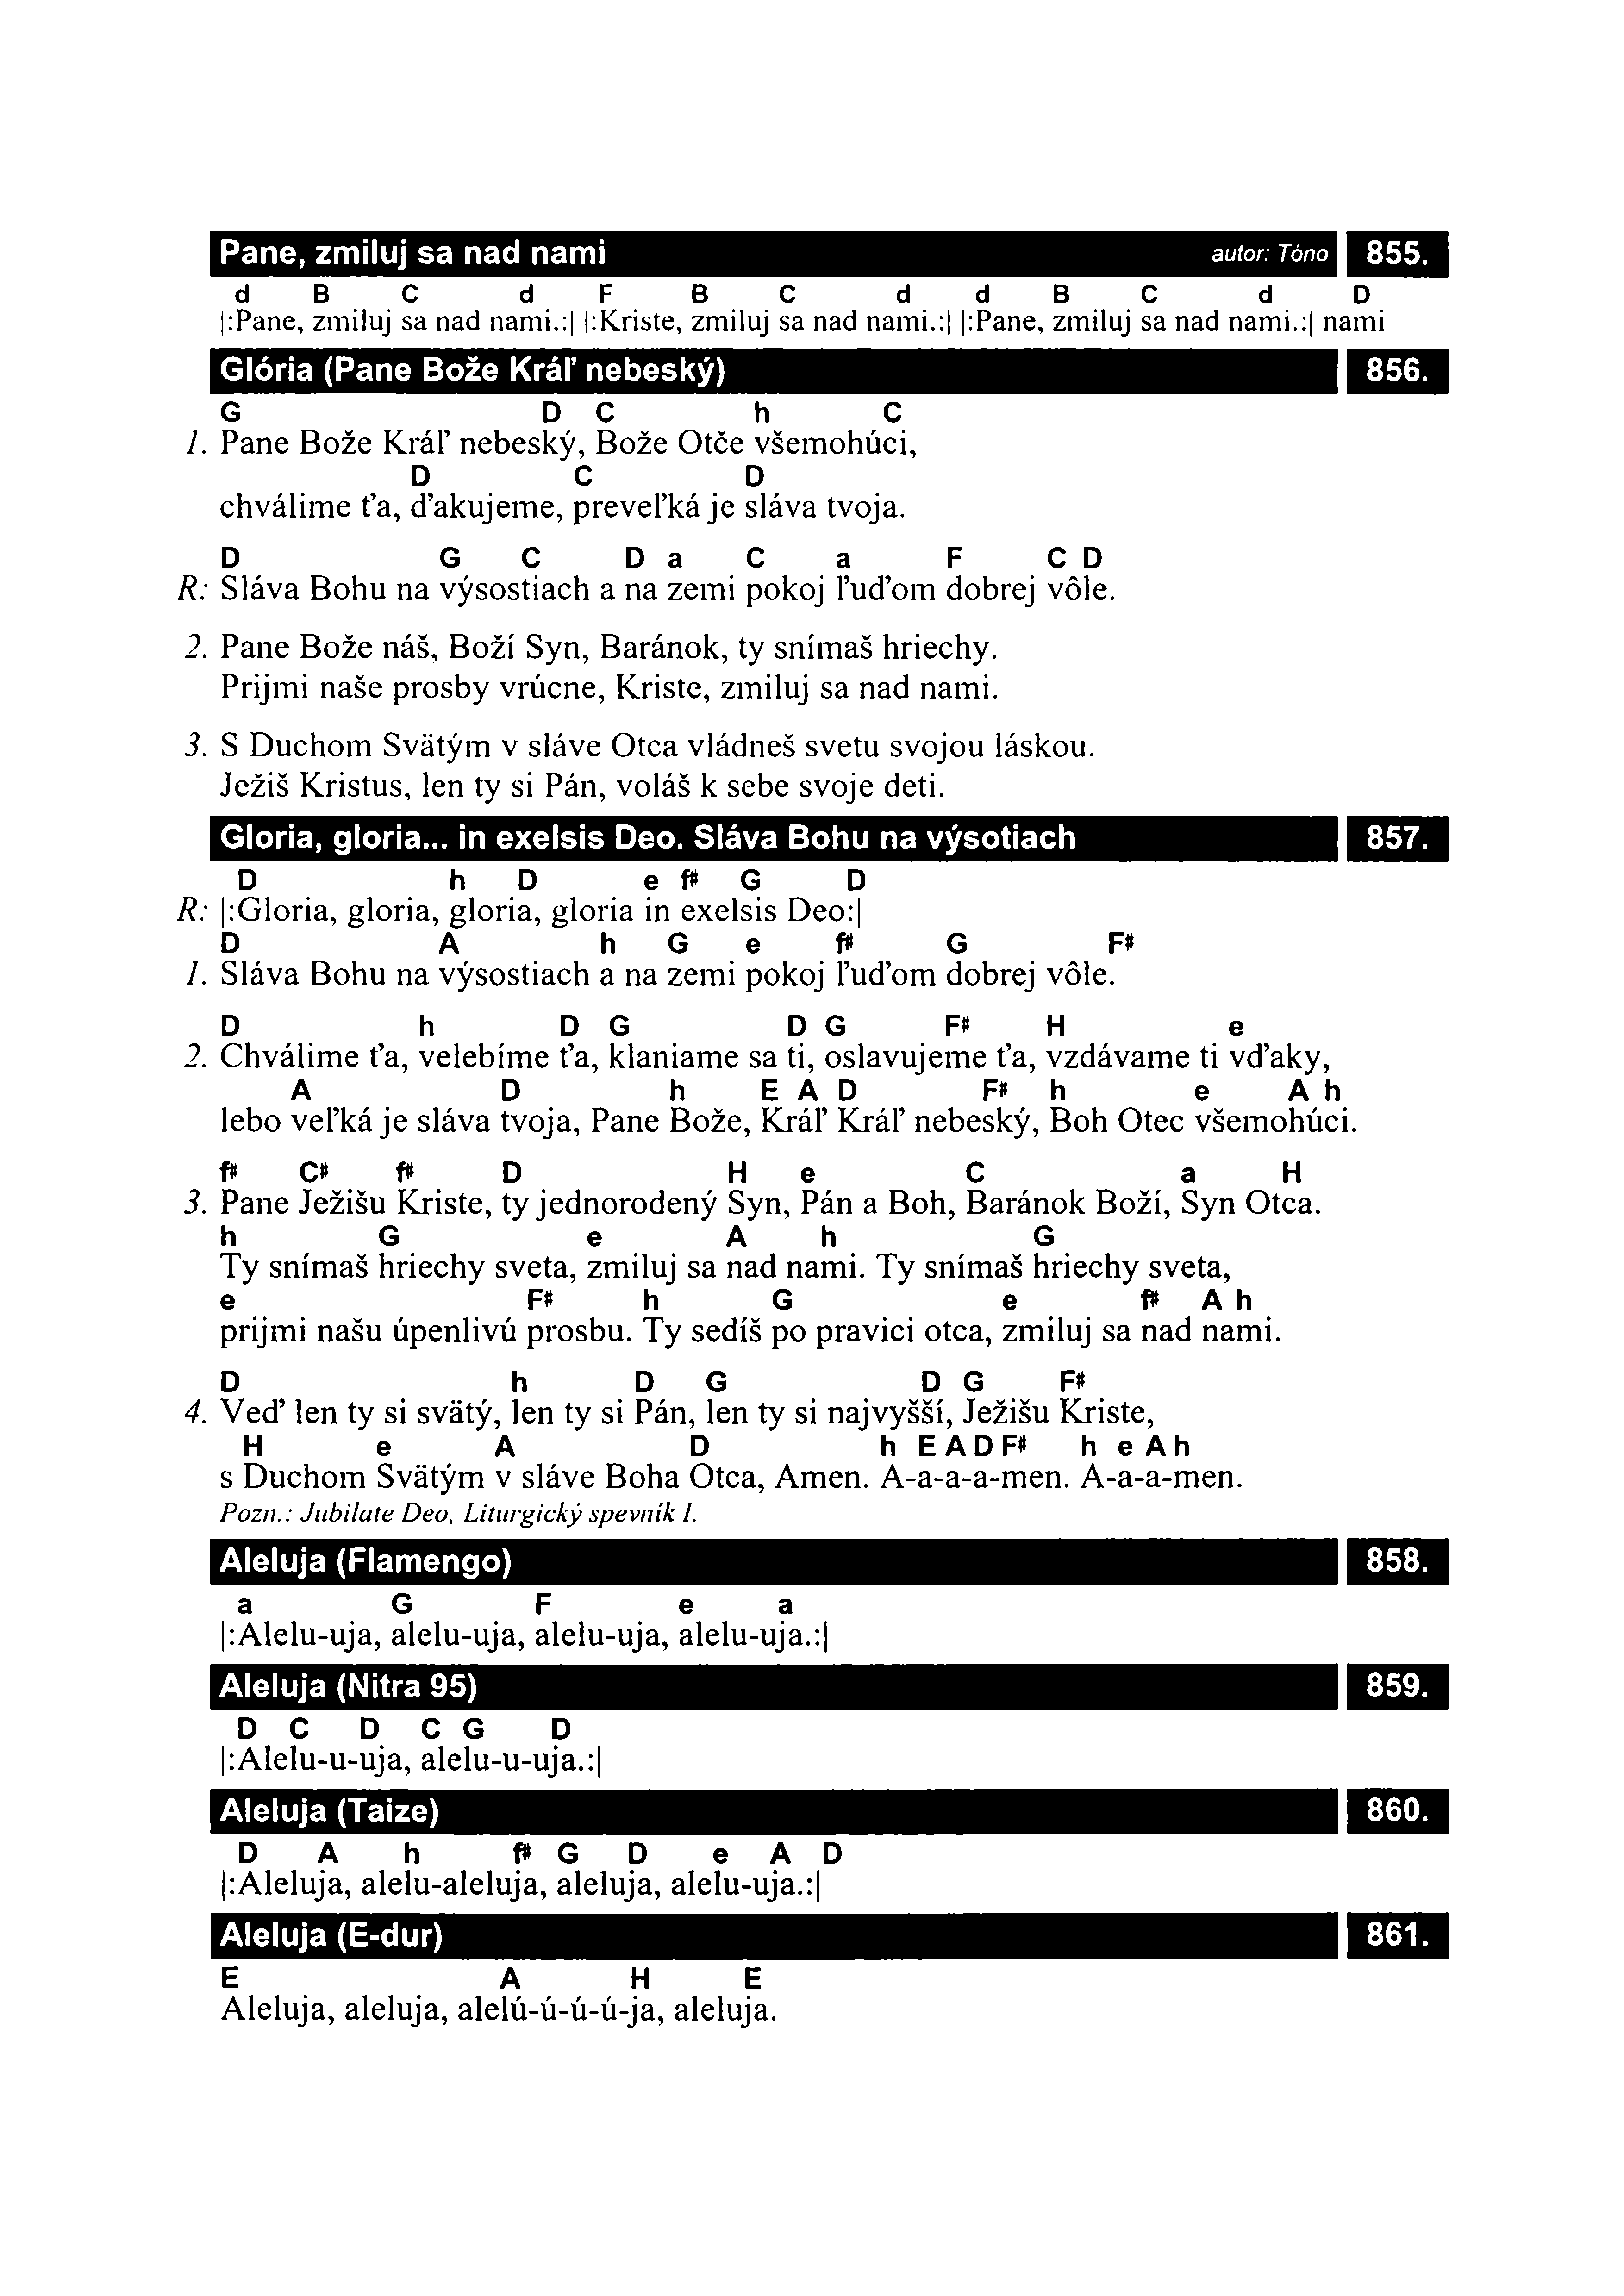 Pane, zmiluj sa nad nami autor: Tóno 855.
d B C d F B C d d B C d D
|:Pane, zmiluj sa nad nami.:| |:Kriste, zmiluj sa nad nami.:| |:Pane, zmiluj sa nad nami.:| nami
Glória (Pane Bože Kráľ nebeský) 856.
G D C h C
1. Pane Bože Kráľ nebeský, Bože Otče všemohúci,
D C D
chválime ťa, ďakujeme, preveľká je sláva tvoja.
D G C D a C a F C D
R: Sláva Bohu na výsostiach a na zemi pokoj ľuďom dobrej vôle.
2. Pane Bože náš, Boží Syn, Baránok, ty snímaš hriechy.
Prijmi naše prosby vrúcne, Kriste, zmiluj sa nad nami.
3. S Duchom Svätým v sláve Otca vládneš svetu svojou láskou.
Ježiš Kristus, len ty si Pán, voláš k sebe svoje deti.
Gloria, gloria... in exelsis Deo. Sláva Bohu na výsotiach 857.
D h D e f# G D
R: |:Gloria, gloria, gloria, gloria in exelsis Deo:|
D A h G e f# G F#
1. Sláva Bohu na výsostiach a na zemi pokoj ľuďom dobrej vôle.
D h D G D G F# H e
2. Chválime ťa, velebíme ťa, klaniame sa ti, oslavujeme ťa, vzdávame ti vďaky,
A D h E A D F# h e A h
lebo veľká je sláva tvoja, Pane Bože, Kráľ Kráľ nebeský, Boh Otec všemohúci.
f# C# f# D H e C a H
3. Pane Ježišu Kriste, ty jednorodený Syn, Pán a Boh, Baránok Boží, Syn Otca.
h G e A h G
Ty snímaš hriechy sveta, zmiluj sa nad nami. Ty snímaš hriechy sveta,
e F# h G e f# A h
prijmi našu úpenlivú prosbu. Ty sedíš po pravici otca, zmiluj sa nad nami.
D h D G D G F#
4. Veď len ty si svätý, len ty si Pán, len ty si najvyšší, Ježišu Kriste,
H e A D h E A D F# h e A h
s Duchom Svätým v sláve Boha Otca, Amen. A-a-a-a-men. A-a-a-men.
Pozn.: Jubilate Deo, Liturgický spevník I.
Aleluja (Flamengo) 858.
a G F e a
|:Alelu-uja, alelu-uja, alelu-uja, alelu-uja.:|
Aleluja (Nitra 95) 859.
D C D C G D
|:Alelu-u-uja, alelu-u-uja.:|
Aleluja (Taize) 860.
D A h f# G D e A D
|:Aleluja, alelu-aleluja, aleluja, alelu-uja.:|
Aleluja (E-dur) 861.
E A H E
Aleluja, aleluja, alelú-ú-ú-ú-ja, aleluja.